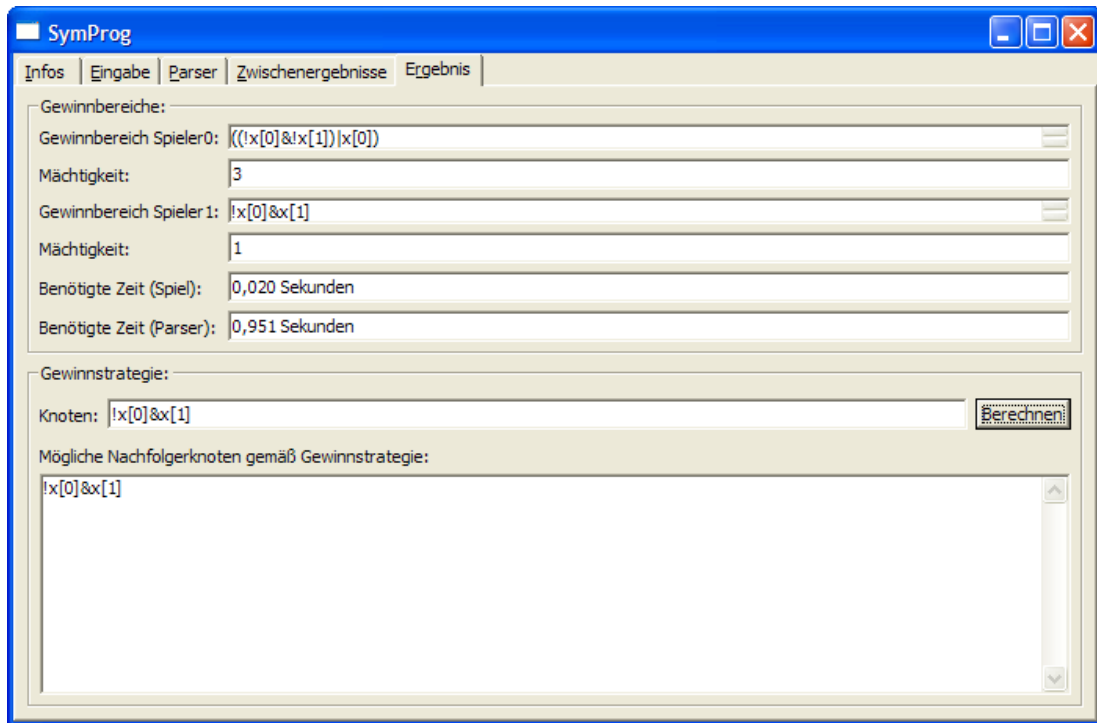 SymProg
Infos Eingabe Parser Zwischenergebnisse Ergebnis
Gewinnbereiche:
Gewinnbereich Spieler0: ((!x[0]&!x[1])|x[0])
Mächtigkeit: 3
Gewinnbereich Spieler1: !x[0]&x[1]
Mächtigkeit: 1
Benötigte Zeit (Spiel): 0,020 Sekunden
Benötigte Zeit (Parser): 0,951 Sekunden
Gewinnstrategie:
Knoten: !x[0]&x[1] Berechnen
Mögliche Nachfolgerknoten gemäß Gewinnstrategie:
!x[0]&x[1]